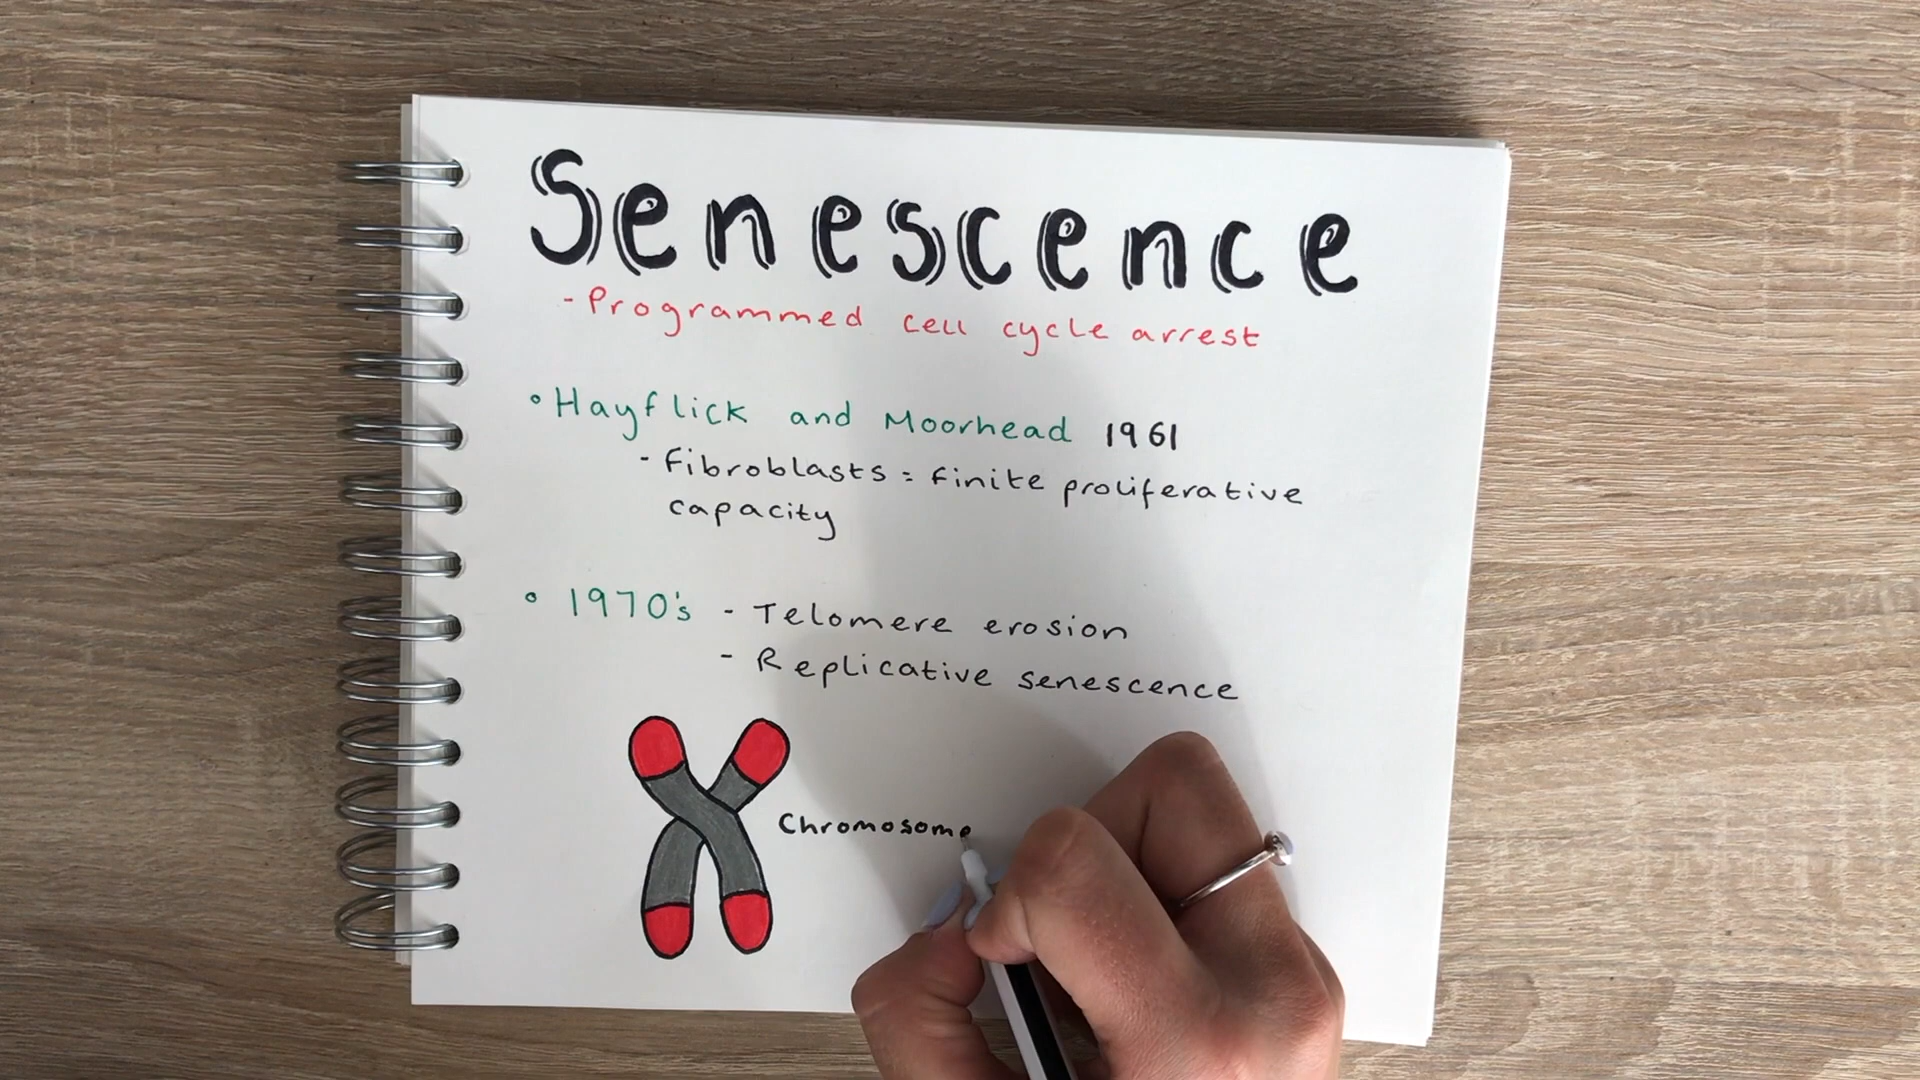 Senescence
- Programmed cell cycle arrest
• Hayflick and Moorhead 1961
- Fibroblasts = finite proliferative
capacity
• 1970's - Telomere erosion
- Replicative senescence
Chromosome